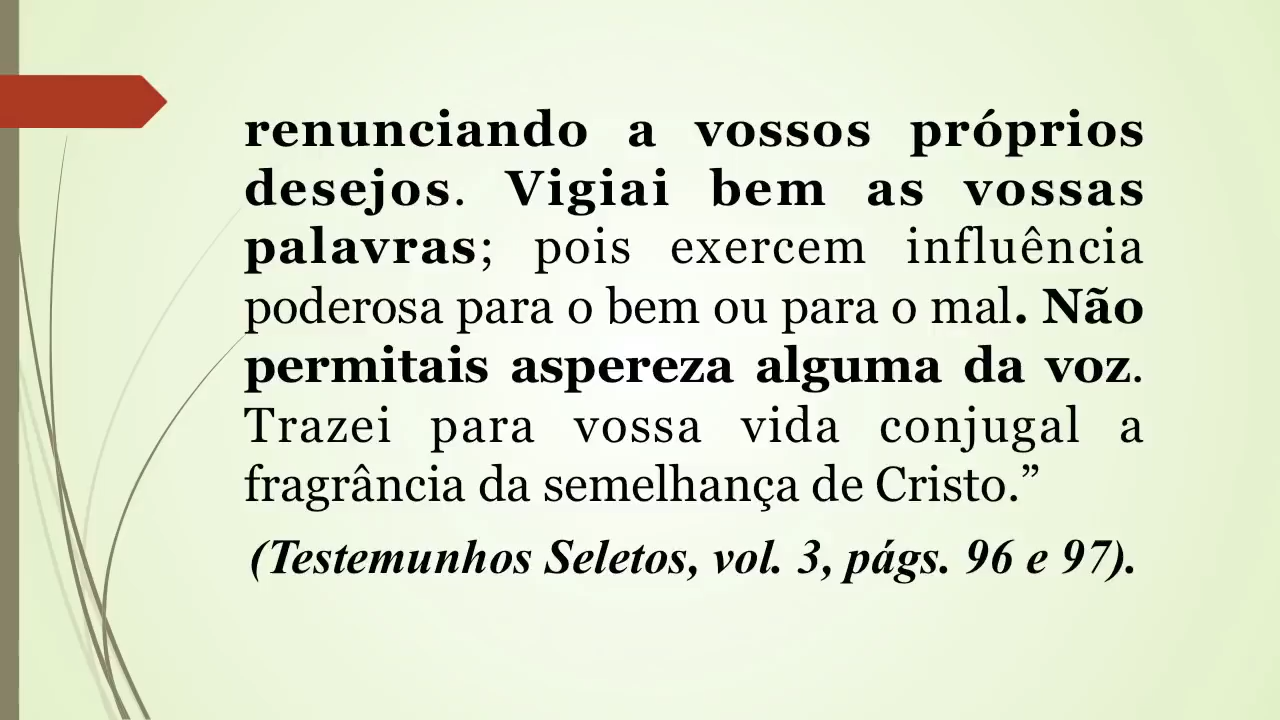 renunciando a vossos próprios
desejos. Vigiai bem as vossas
palavras; pois exercem influência
poderosa para o bem ou para o mal. Não
permitais aspereza alguma da voz.
Trazei para vossa vida conjugal a
fragrância da semelhança de Cristo.”
(Testemunhos Seletos, vol. 3, págs. 96 e 97).